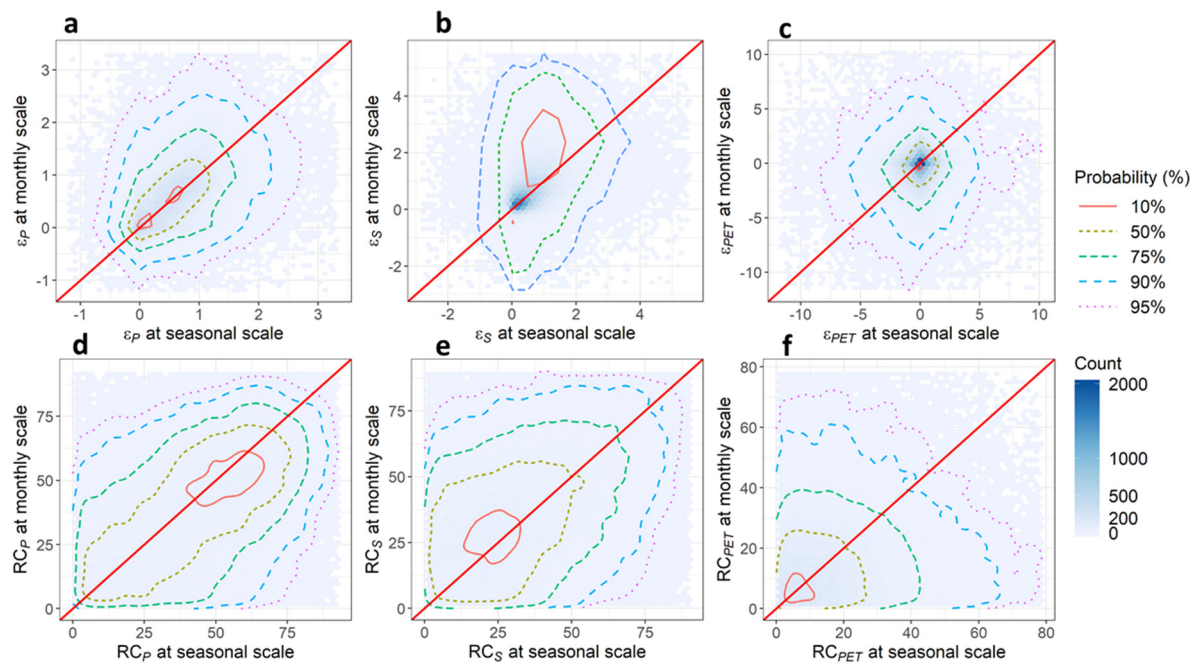 a
b
c
3
2
1
0
-1
εP at monthly scale
-1 0 1 2 3
εP at seasonal scale
4
2
0
-2
εS at monthly scale
-2 0 2 4
εS at seasonal scale
10
5
0
-5
-10
εPET at monthly scale
-10 -5 0 5 10
εPET at seasonal scale
Probability (%)
10%
50%
75%
90%
95%
d
e
f
75
50
25
0
RCP at monthly scale
0 25 50 75
RCP at seasonal scale
75
50
25
0
RCS at monthly scale
0 25 50 75
RCS at seasonal scale
80
60
40
20
0
RCPET at monthly scale
0 20 40 60 80
RCPET at seasonal scale
Count
2000
1000
500
200
0